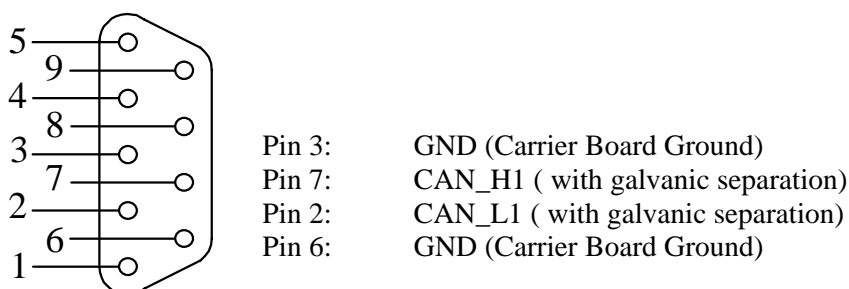 5
9
4
8
3
7
2
6
1
Pin 3: GND (Carrier Board Ground)
Pin 7: CAN_H1 ( with galvanic separation)
Pin 2: CAN_L1 ( with galvanic separation)
Pin 6: GND (Carrier Board Ground)